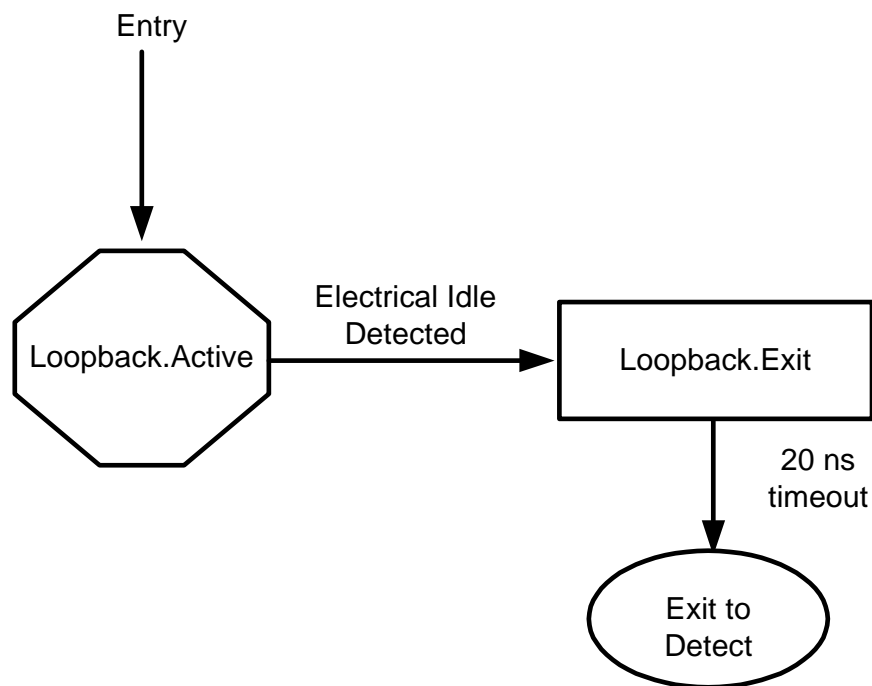 Entry
Electrical Idle
Detected
Loopback.Active
Loopback.Exit
20 ns
timeout
Exit to
Detect